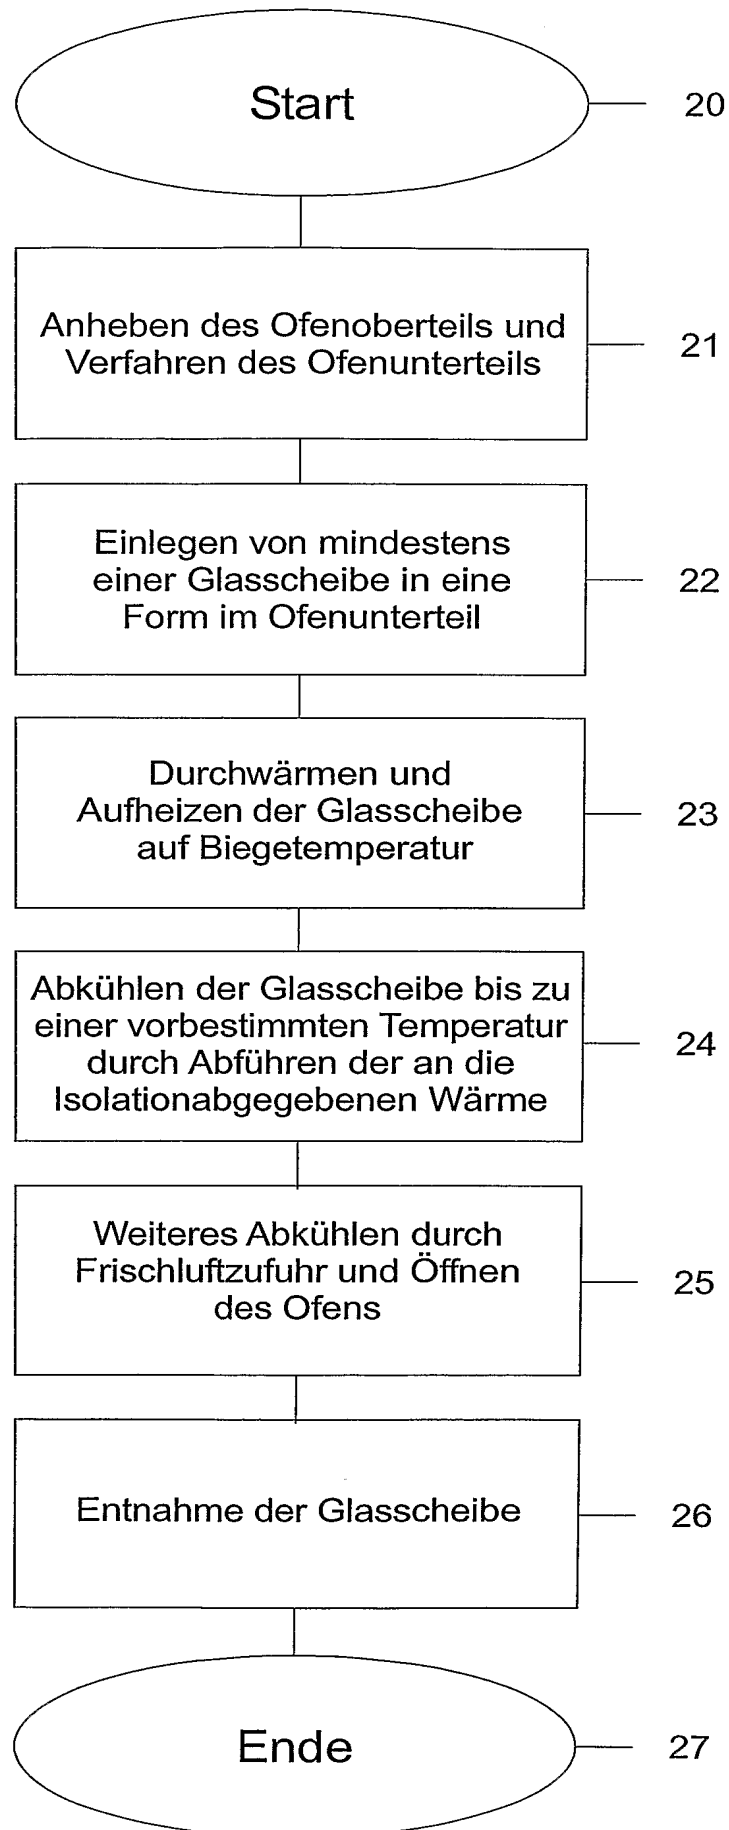 Start
20
Anheben des Ofenoberteils und
Verfahren des Ofenunterteils
21
Einlegen von mindestens
einer Glasscheibe in eine
Form im Ofenunterteil
22
Durchwärmen und
Aufheizen der Glasscheibe
auf Biegetemperatur
23
Abkühlen der Glasscheibe bis zu
einer vorbestimmten Temperatur
durch Abführen der an die
Isolationabgegebenen Wärme
24
Weiteres Abkühlen durch
Frischluftzufuhr und Öffnen
des Ofens
25
Entnahme der Glasscheibe
26
Ende
27